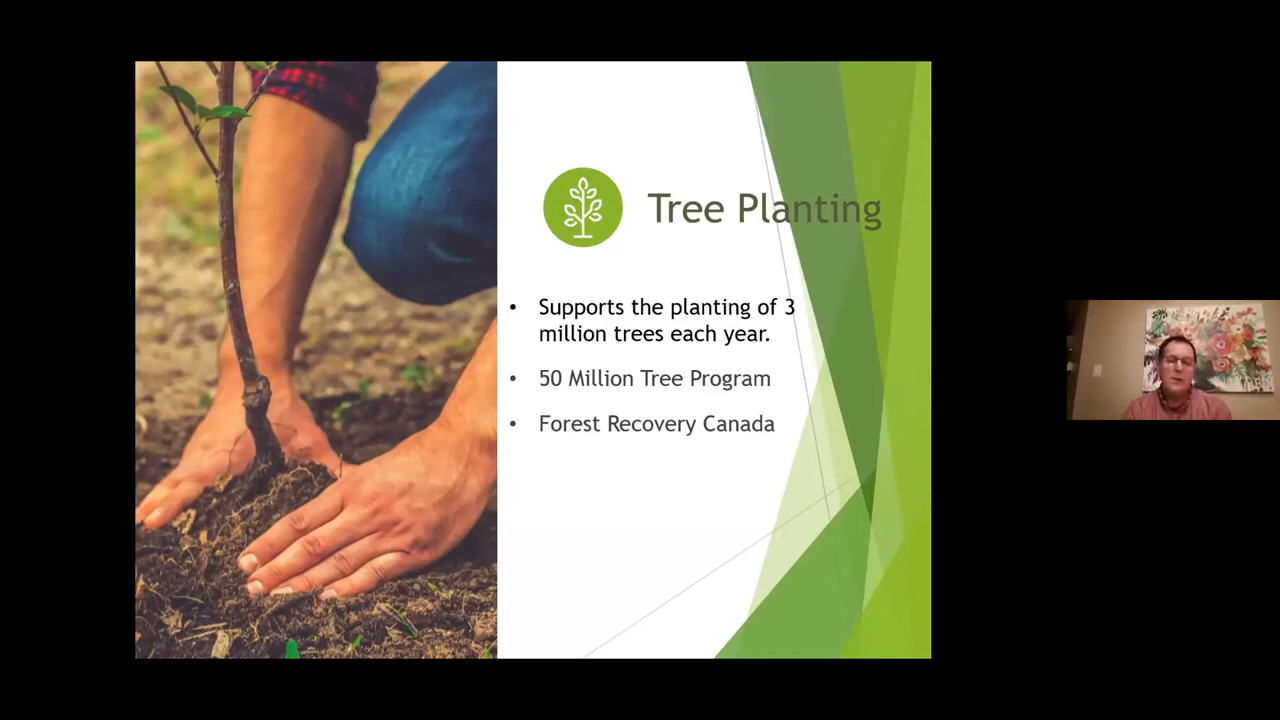 Tree Planting
• Supports the planting of 3
million trees each year.
• 50 Million Tree Program
• Forest Recovery Canada